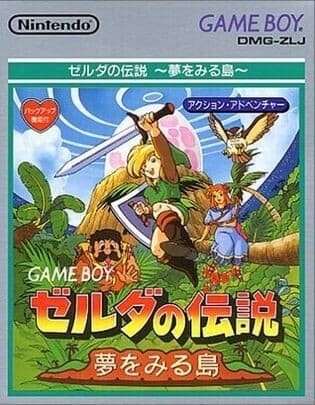 Nintendo
GAME BOY
DMG-ZLJ
ゼルダの伝説 ～夢をみる島～
バックアップ
機能付
アクション・アドベンチャー
GAME BOY
ゼルダの伝説
夢をみる島